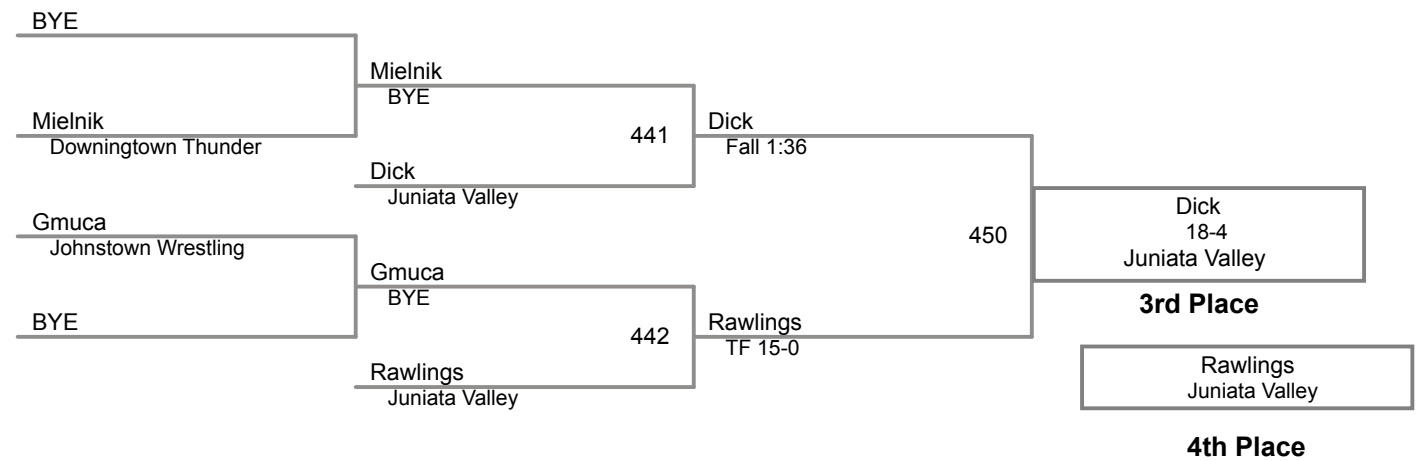 BYE
Mielnik
BYE
Mielnik
Downingtown Thunder
441
Dick
Fall 1:36
Dick
Juniata Valley
Gmuca
Johnstown Wrestling
Gmuca
BYE
BYE
442
Rawlings
TF 15-0
Rawlings
Juniata Valley
450
Dick
18-4
Juniata Valley
3rd Place
Rawlings
Juniata Valley
4th Place